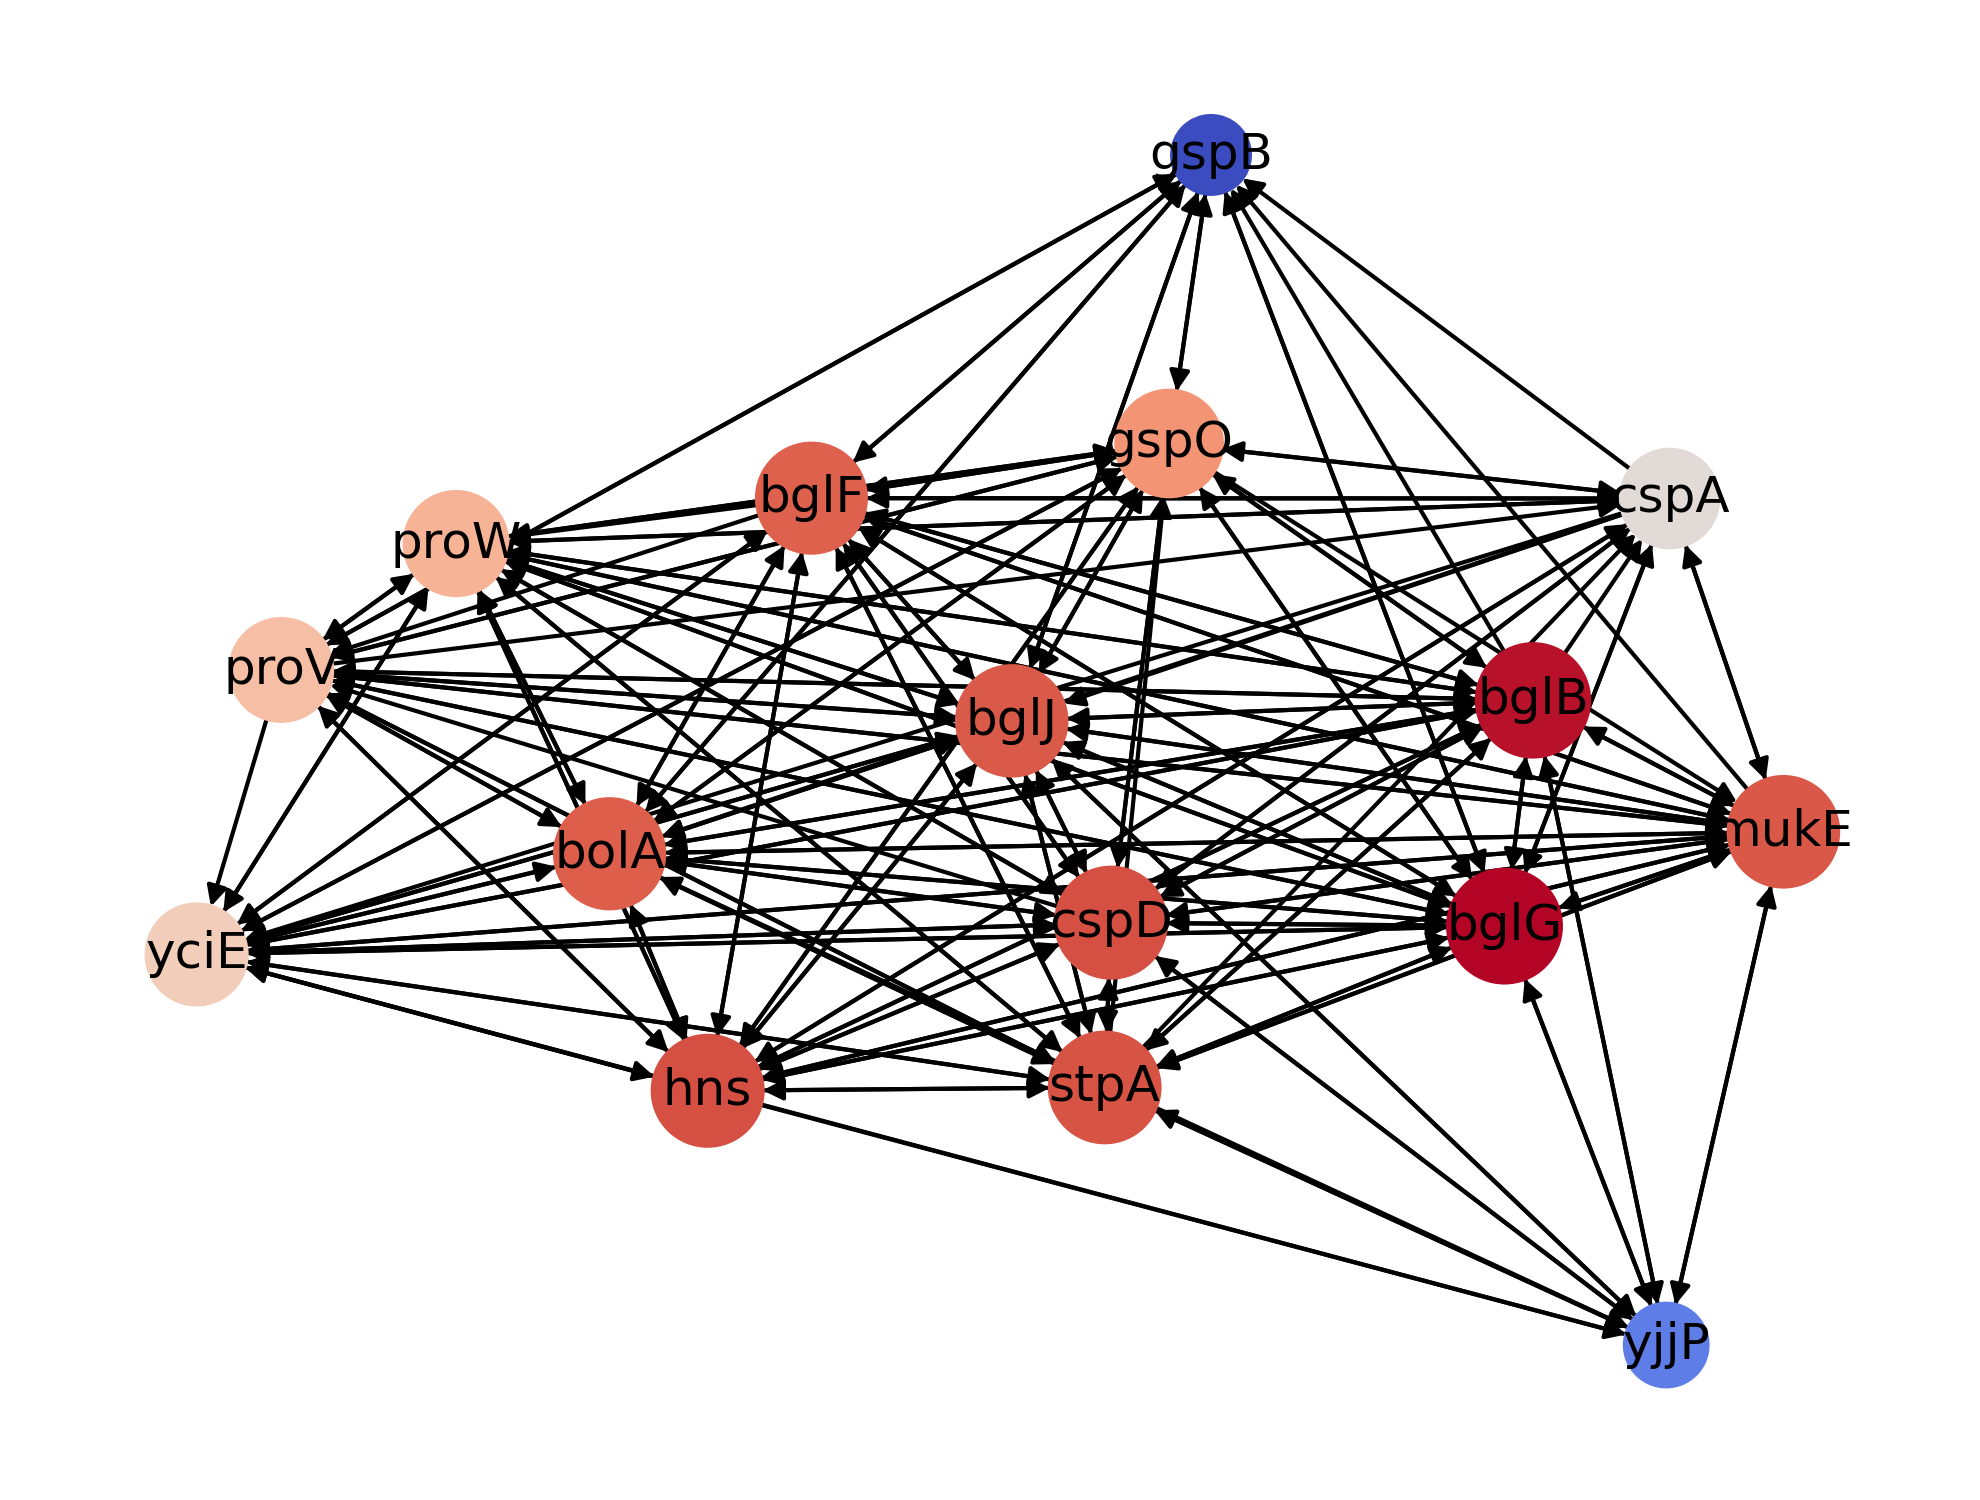 gspB
gspO
bglF
cspA
proW
proV
bglB
bglJ
mukE
bolA
cspD
bglG
yciE
hns
stpA
yjjP